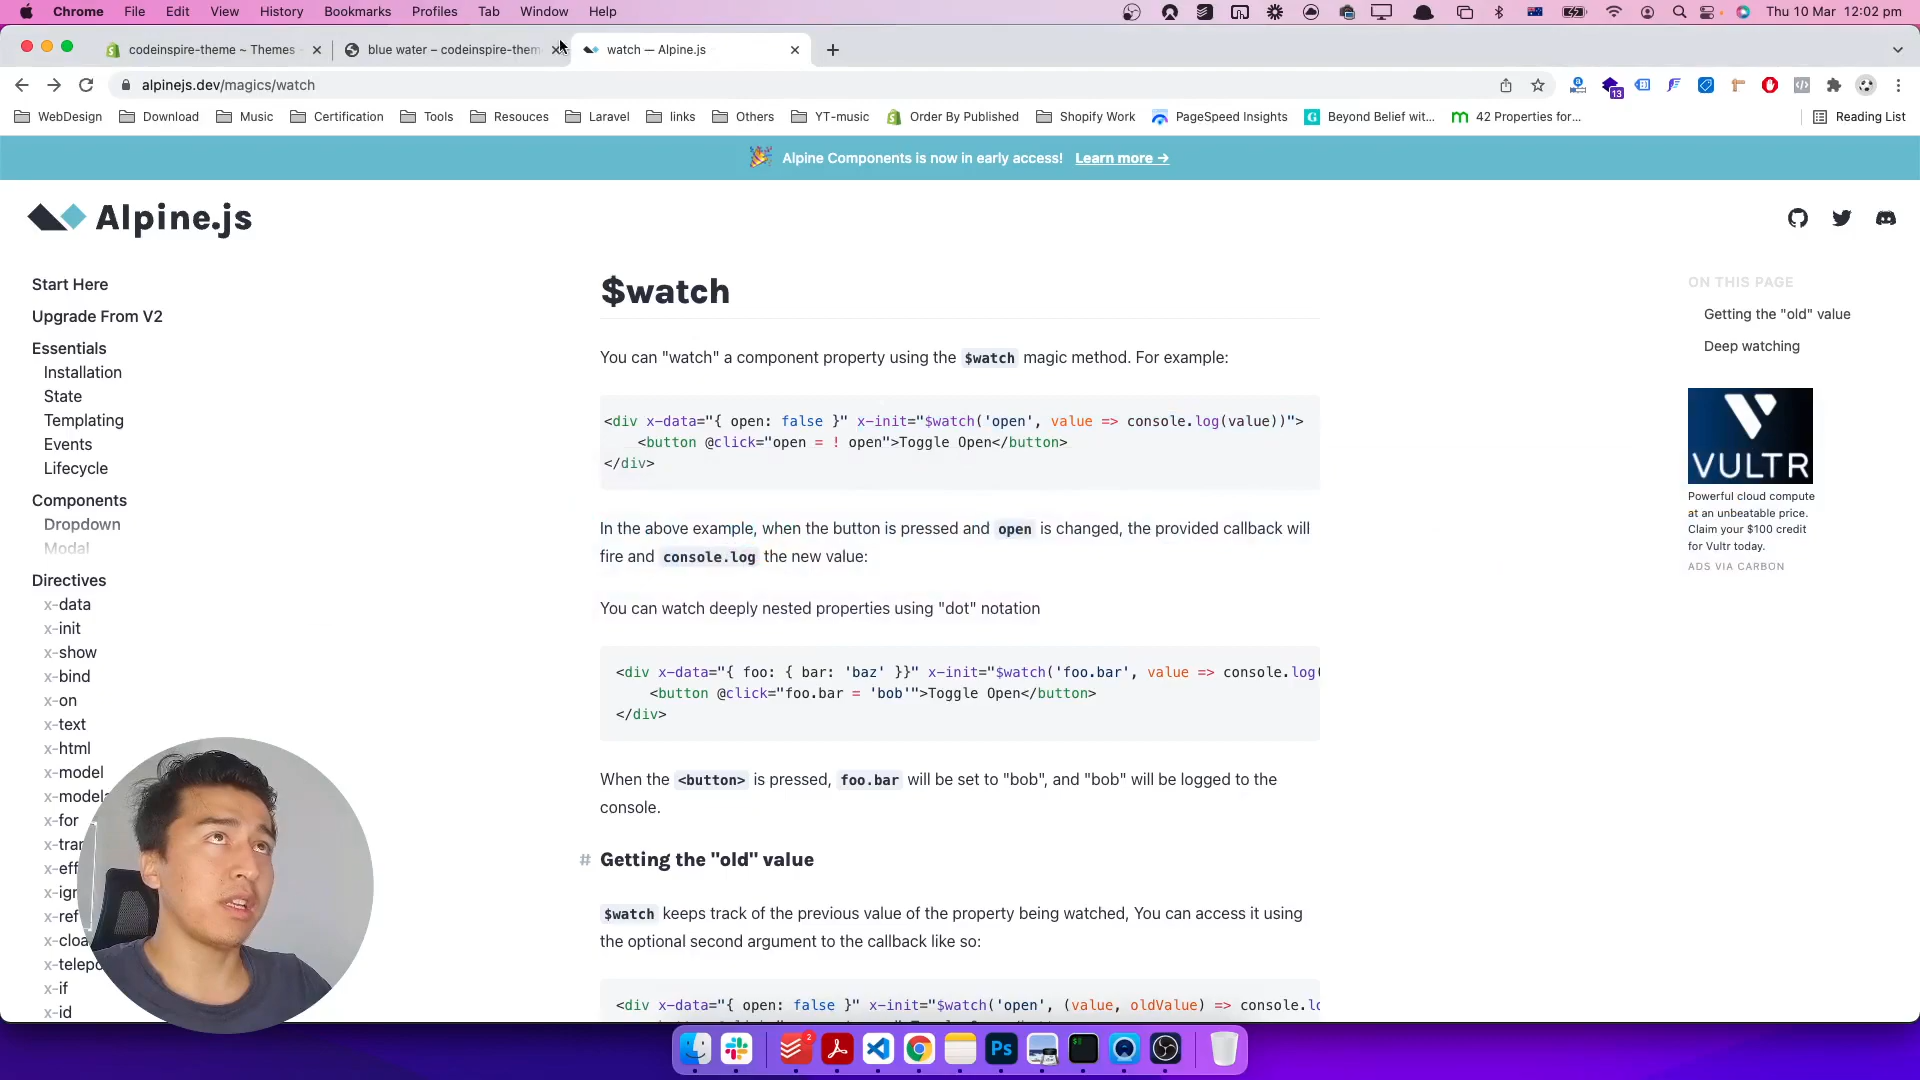 Chrome File Edit View History Bookmarks Profiles Tab Window Help Thu 10 Mar 12:02 pm
codeinspire-theme ~ Themes
blue water – codeinspire-them
watch — Alpine.js
alpinejs.dev/magics/watch
13
WebDesign Download Music Certification Tools Resouces Laravel links Others YT-music Order By Published Shopify Work PageSpeed Insights Beyond Belief wit... 42 Properties for... Reading List
Alpine Components is now in early access! Learn more →
Alpine.js
Start Here
Upgrade From V2
Essentials
Installation
State
Templating
Events
Lifecycle
Components
Dropdown
Modal
Directives
x-data
x-init
x-show
x-bind
x-on
x-text
x-html
x-model
x-for
x-if
x-id
$watch
You can "watch" a component property using the $watch magic method. For example:
<div x-data="{ open: false }" x-init="$watch('open', value => console.log(value))">
<button @click="open = ! open">Toggle Open</button>
</div>
In the above example, when the button is pressed and open is changed, the provided callback will
fire and console.log the new value:
You can watch deeply nested properties using "dot" notation
<div x-data="{ foo: { bar: 'baz' }}" x-init="$watch('foo.bar', value => console.log(
<button @click="foo.bar = 'bob'">Toggle Open</button>
</div>
When the <button> is pressed, foo.bar will be set to "bob", and "bob" will be logged to the
console.
# Getting the "old" value
$watch keeps track of the previous value of the property being watched, You can access it using
the optional second argument to the callback like so:
<div x-data="{ open: false }" x-init="$watch('open', (value, oldValue) => console.lo
ON THIS PAGE
Getting the "old" value
Deep watching
VULTR
Powerful cloud compute
at an unbeatable price.
Claim your $100 credit
for Vultr today.
ADS VIA CARBON
2
Ps